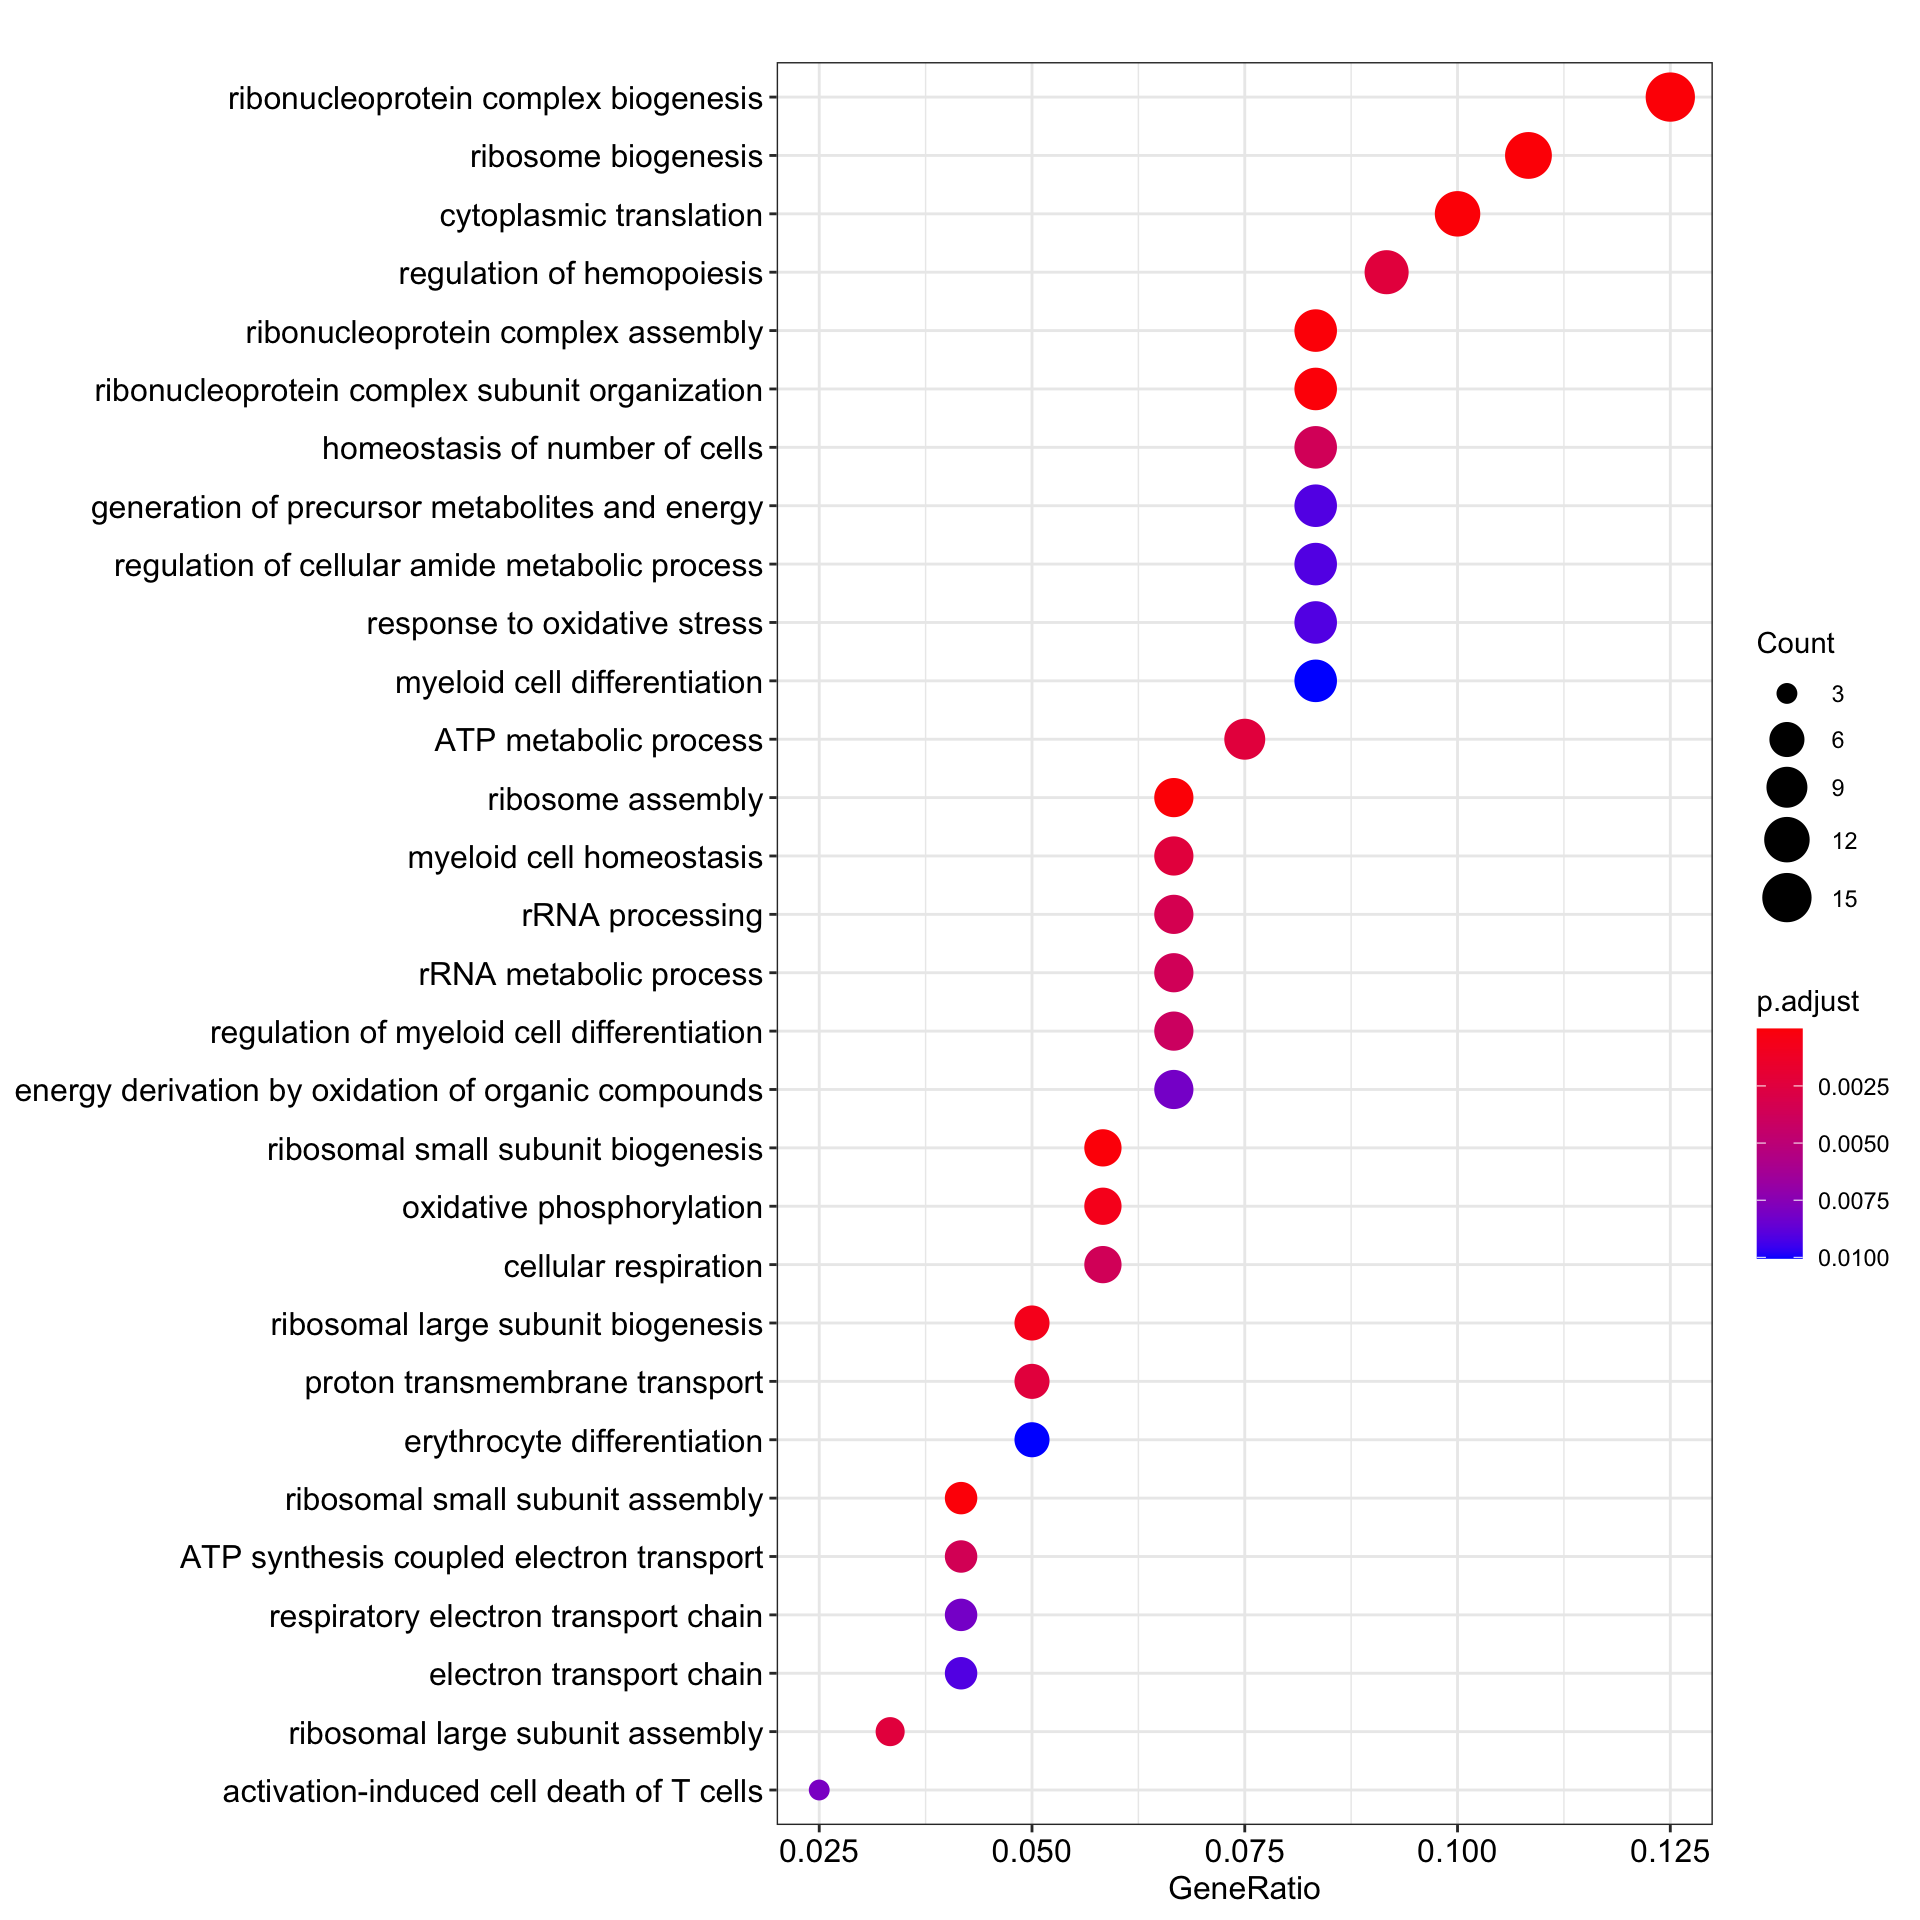 ribonucleoprotein complex biogenesis
ribosome biogenesis
cytoplasmic translation
regulation of hemopoiesis
ribonucleoprotein complex assembly
ribonucleoprotein complex subunit organization
homeostasis of number of cells
generation of precursor metabolites and energy
regulation of cellular amide metabolic process
response to oxidative stress
myeloid cell differentiation
ATP metabolic process
ribosome assembly
myeloid cell homeostasis
rRNA processing
rRNA metabolic process
regulation of myeloid cell differentiation
energy derivation by oxidation of organic compounds
ribosomal small subunit biogenesis
oxidative phosphorylation
cellular respiration
ribosomal large subunit biogenesis
proton transmembrane transport
erythrocyte differentiation
ribosomal small subunit assembly
ATP synthesis coupled electron transport
respiratory electron transport chain
electron transport chain
ribosomal large subunit assembly
activation-induced cell death of T cells
0.025 0.050 0.075 0.100 0.125
GeneRatio
Count
3
6
9
12
15
p.adjust
0.0025
0.0050
0.0075
0.0100